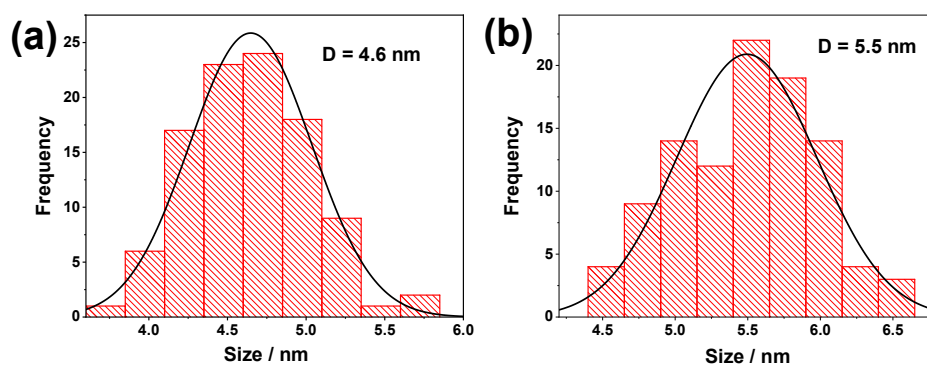 (a)
D = 4.6 nm
Frequency
25
20
15
10
5
0
4.0 4.5 5.0 5.5 6.0
Size / nm
(b)
D = 5.5 nm
Frequency
20
15
10
5
0
4.5 5.0 5.5 6.0 6.5
Size / nm